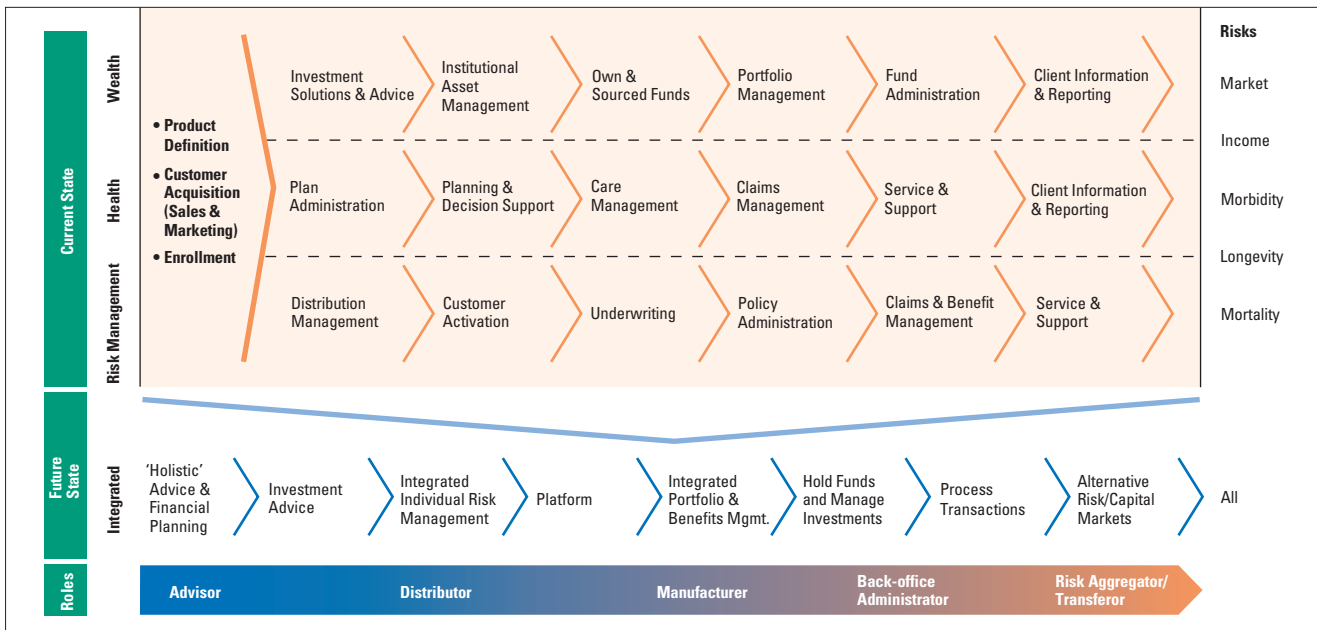 Risks
Current State
Wealth
Investment
Solutions & Advice
Institutional
Asset
Management
Own &
Sourced Funds
Portfolio
Management
Fund
Administration
Client Information
& Reporting
Market
• Product
Definition
• Customer
Acquisition
(Sales &
Marketing)
• Enrollment
Income
Health
Plan
Administration
Planning &
Decision Support
Care
Management
Claims
Management
Service &
Support
Client Information
& Reporting
Morbidity
Longevity
Risk Management
Distribution
Management
Customer
Activation
Underwriting
Policy
Administration
Claims & Benefit
Management
Service &
Support
Mortality
Future
State
Integrated
‘Holistic’
Advice &
Financial
Planning
Investment
Advice
Integrated
Individual Risk
Management
Platform
Integrated
Portfolio &
Benefits Mgmt.
Hold Funds
and Manage
Investments
Process
Transactions
Alternative
Risk/Capital
Markets
All
Roles
Advisor
Distributor
Manufacturer
Back-office
Administrator
Risk Aggregator/
Transferor